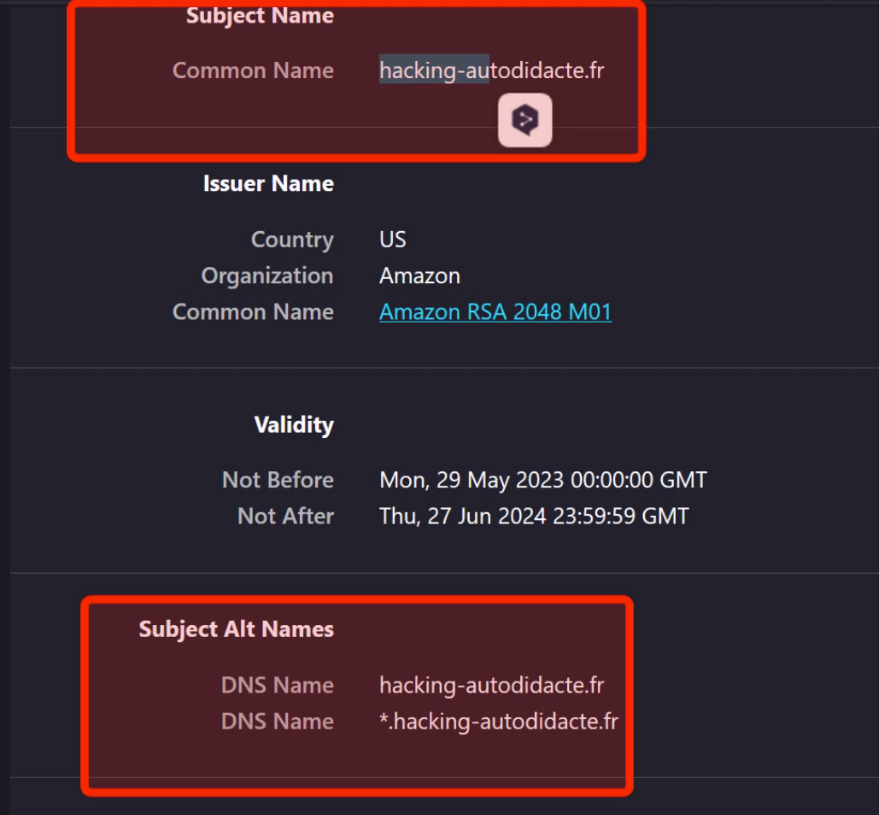 Subject Name
Common Name hacking-autodidacte.fr
Issuer Name
Country US
Organization Amazon
Common Name Amazon RSA 2048 M01
Validity
Not Before Mon, 29 May 2023 00:00:00 GMT
Not After Thu, 27 Jun 2024 23:59:59 GMT
Subject Alt Names
DNS Name hacking-autodidacte.fr
DNS Name *.hacking-autodidacte.fr